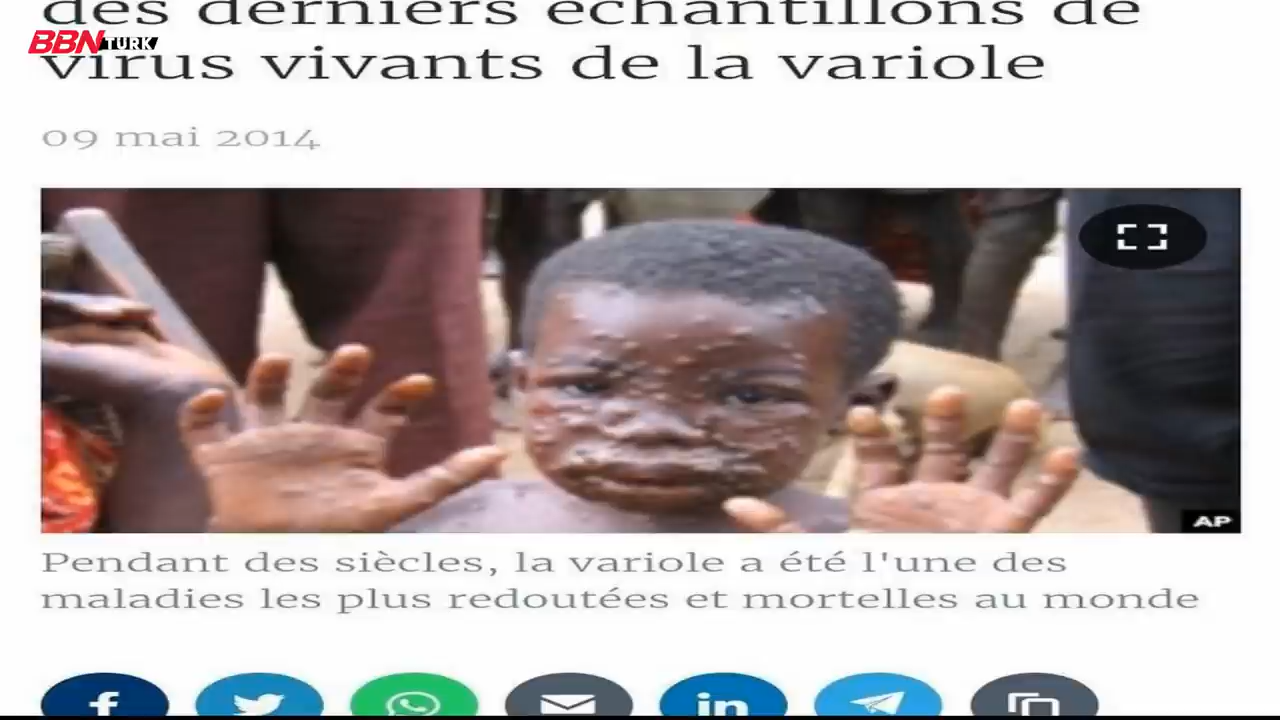 des derniers échantillons de
BBN TÜRK
virus vivants de la variole
09 mai 2014
AP
Pendant des siècles, la variole a été l'une des
maladies les plus redoutées et mortelles au monde